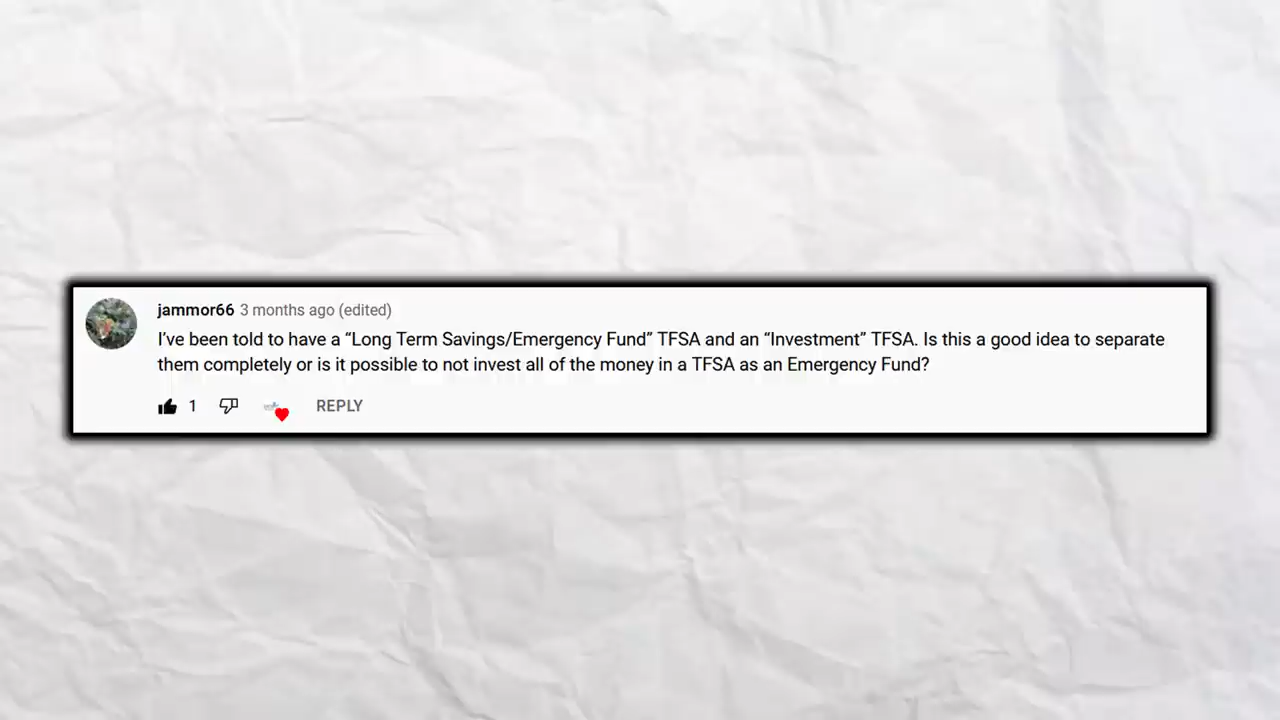 jammor66 3 months ago (edited)
I’ve been told to have a “Long Term Savings/Emergency Fund” TFSA and an “Investment” TFSA. Is this a good idea to separate
them completely or is it possible to not invest all of the money in a TFSA as an Emergency Fund?
1 REPLY